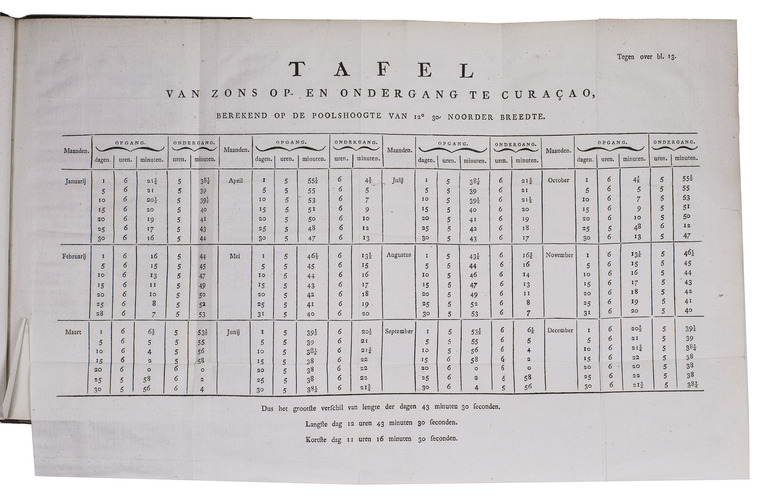 Tegen over bl. 13.
TAFEL
VAN ZONS OP- EN ONDERGANG TE CURAÇAO,
BEREKEND OP DE POOLSHOOGTE VAN 12° 30, NOORDER BREEDTE.
Maanden. OPGANG. ONDERGANG. Maanden. OPGANG. ONDERGANG. Maanden. OPGANG. ONDERGANG. Maanden. OPGANG. ONDERGANG.
dagen. uren. minuten. uren. minuten. dagen. uren. minuten. uren. minuten. dagen. uren. minuten. uren. minuten. dagen. uren. minuten. uren. minuten.
Januarij 1 6 21½ 5 38½ April 1 5 55½ 6 4½ Julij 1 5 38½ 6 21½ October 1 6 4½ 5 55½
5 6 21 5 39 5 5 55 6 5 5 5 39 6 21 5 6 5 5 55
10 6 20½ 5 39½ 10 5 53 6 7 10 5 39½ 6 21½ 10 6 7 5 53
15 6 20 5 40 15 5 51 6 9 15 5 40 6 20 15 6 9 5 51
20 6 19 5 41 20 5 50 6 10 20 5 41 6 19 20 6 10 5 50
25 6 17 5 43 25 5 48 6 12 25 5 42 6 18 25 5 48 6 12
30 6 16 5 44 30 5 47 6 13 30 5 43 6 17 30 6 13 5 47
Februarij 1 6 16 5 44 Mei 1 5 46½ 6 13½ Augustus 1 5 43½ 6 16½ November 1 6 13½ 5 46½
5 6 15 5 45 5 5 45 6 15 5 5 44 6 16 5 6 15 5 45
10 6 13 5 47 10 5 44 6 16 10 5 46 6 14 10 6 16 5 44
15 6 11 5 49 15 5 43 6 17 15 5 47 6 13 15 6 17 5 43
20 6 10 5 50 20 5 42 6 18 20 5 49 6 11 20 6 18 5 42
25 6 8 5 52 25 5 41 6 19 25 5 52 6 8 25 6 19 5 41
28 6 7 5 53 31 5 40 6 20 30 5 53 6 7 31 6 20 5 40
Maart 1 6 6½ 5 53½ Junij 1 5 39½ 6 20½ September 1 5 53½ 6 6½ December 1 6 20½ 5 39½
5 6 5 5 55 5 5 39 6 21 5 5 55 6 5 5 6 21 5 39
10 6 4 5 56 10 5 38½ 6 21½ 10 5 56 6 4 10 6 21½ 5 38½
15 6 2 5 58 15 5 38 6 22 15 6 58 4 2 15 6 22 5 38
20 6 0 6 0 20 5 38 6 22 20 6 0 6 0 20 6 20 5 38
25 5 58 6 2 25 5 38 6 22 25 6 2 5 58 25 6 22 5 38
30 5 56 6 4 30 5 38½ 6 21½ 30 6 4 5 56 30 6 21½ 5 38½
Dus het grootste verschil van lengte der dagen 43 minuten 30 seconden.
Langste dag 12 uren 43 minuten 30 seconden.
Kortste dag 11 uren 16 minuten 30 seconden.